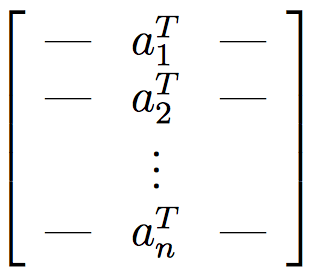 — a_1^T —
— a_2^T —
⋮
— a_n^T —